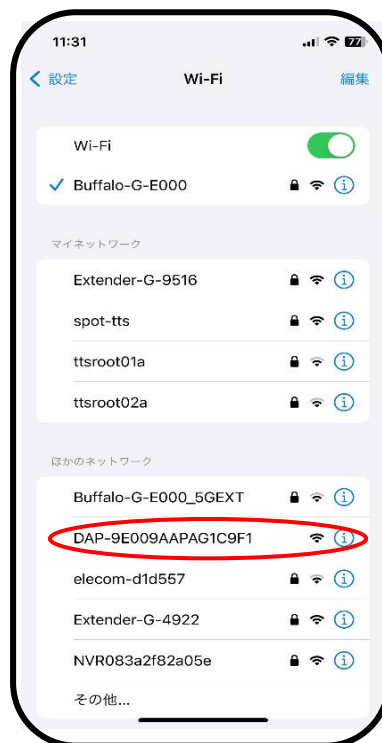 11:31 77
設定 Wi-Fi 編集
Wi-Fi
Buffalo-G-E000
マイネットワーク
Extender-G-9516
spot-tts
ttsroot01a
ttsroot02a
ほかのネットワーク
Buffalo-G-E000_5GEXT
DAP-9E009AAPAG1C9F1
elecom-d1d557
Extender-G-4922
NVR083a2f82a05e
その他...